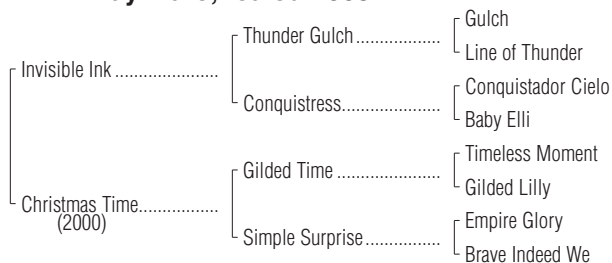 Gulch
Thunder Gulch ....................
Line of Thunder
Invisible Ink ........................
Conquistador Cielo
Conquistress.......................
Baby Elli
Timeless Moment
Gilded Time ........................
Gilded Lilly
Christmas Time..................
(2000)
Empire Glory
Simple Surprise..................
Brave Indeed We